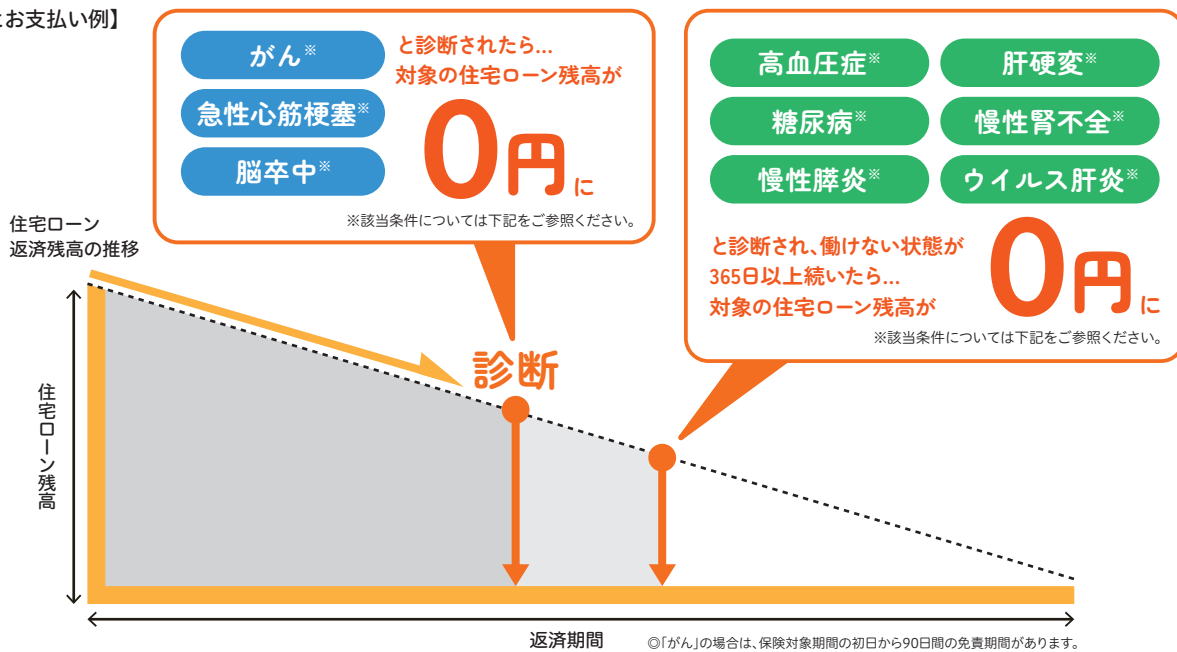 とお支払い例】
がん※
急性心筋梗塞※
脳卒中※
と診断されたら...
対象の住宅ローン残高が
0円に
※該当条件については下記をご参照ください。
高血圧症※
肝硬変※
糖尿病※
慢性腎不全※
慢性膵炎※
ウイルス肝炎※
と診断され、働けない状態が
365日以上続いたら...
対象の住宅ローン残高が
0円に
※該当条件については下記をご参照ください。
住宅ローン
返済残高の推移
診断
住宅ローン残高
返済期間
◎「がん」の場合は、保険対象期間の初日から90日間の免責期間があります。